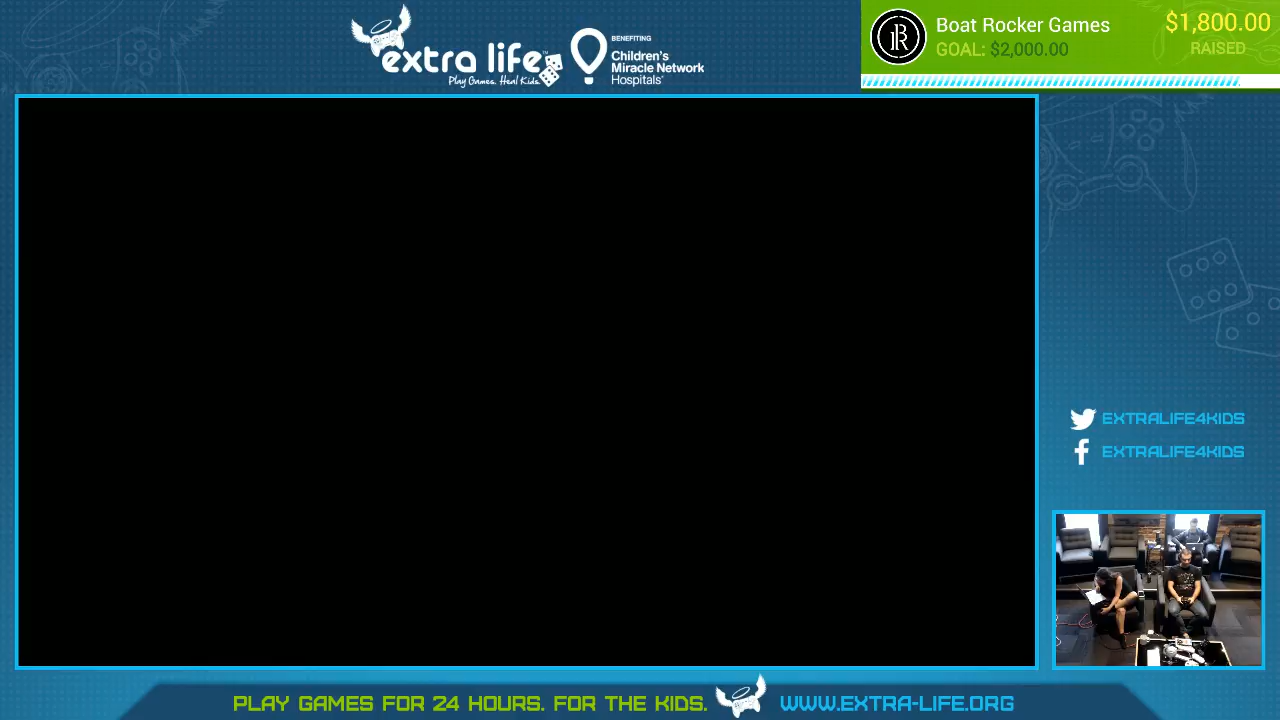 extra life™
Play Games. Heal Kids.
BENEFITING
Children's
Miracle Network
Hospitals®
Boat Rocker Games
GOAL: $2,000.00
$1,800.00
RAISED
EXTRALIFE4KIDS
EXTRALIFE4KIDS
PLAY GAMES FOR 24 HOURS. FOR THE KIDS.
WWW.EXTRA-LIFE.ORG